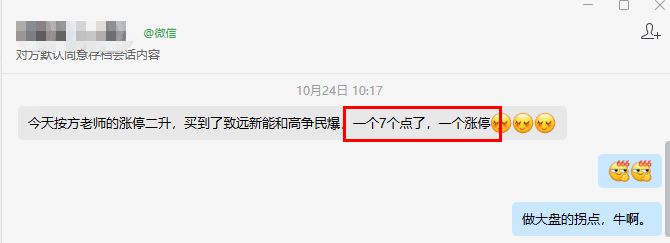 @微信
对方默认同意存档会话内容
10月24日 10:17
今天按方老师的涨停二升，买到了致远新能和高争民爆，一个7个点了，一个涨停
666 666
做大盘的拐点，牛啊。